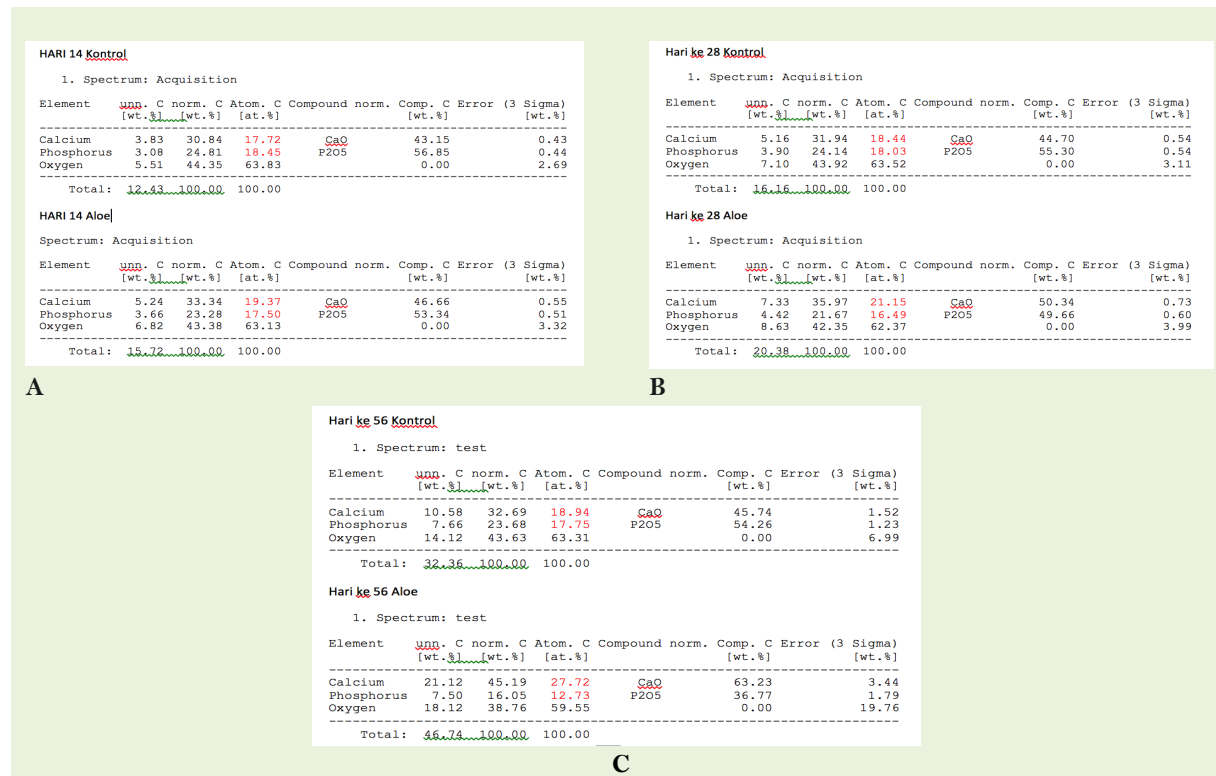 HARI 14 Kontrol
1. Spectrum: Acquisition
Element unn. C norm. C Atom. C Compound norm. Comp. C Error (3 Sigma)
[wt.%] [wt.%] [at.%] [wt.%] [wt.%]
Calcium 3.83 30.84 17.72 CaO 43.15 0.43
Phosphorus 3.08 24.81 18.45 P2O5 56.85 0.44
Oxygen 5.51 44.35 63.83 0.00 2.69
Total: 12.43 100.00 100.00
HARI 14 Aloe
Spectrum: Acquisition
Element unn. C norm. C Atom. C Compound norm. Comp. C Error (3 Sigma)
[wt.%] [wt.%] [at.%] [wt.%] [wt.%]
Calcium 5.24 33.34 19.37 CaO 46.66 0.55
Phosphorus 3.66 23.28 17.50 P2O5 53.34 0.51
Oxygen 6.82 43.38 63.13 0.00 3.32
Total: 15.72 100.00 100.00
A
Hari ke 28 Kontrol
1. Spectrum: Acquisition
Element unn. C norm. C Atom. C Compound norm. Comp. C Error (3 Sigma)
[wt.%] [wt.%] [at.%] [wt.%] [wt.%]
Calcium 5.16 31.94 18.44 CaO 44.70 0.54
Phosphorus 3.90 24.14 18.03 P2O5 55.30 0.54
Oxygen 7.10 43.92 63.52 0.00 3.11
Total: 16.16 100.00 100.00
Hari ke 28 Aloe
1. Spectrum: Acquisition
Element unn. C norm. C Atom. C Compound norm. Comp. C Error (3 Sigma)
[wt.%] [wt.%] [at.%] [wt.%] [wt.%]
Calcium 7.33 35.97 21.15 CaO 50.34 0.73
Phosphorus 4.42 21.67 16.49 P2O5 49.66 0.60
Oxygen 8.63 42.35 62.37 0.00 3.99
Total: 20.38 100.00 100.00
B
Hari ke 56 Kontrol
1. Spectrum: test
Element unn. C norm. C Atom. C Compound norm. Comp. C Error (3 Sigma)
[wt.%] [wt.%] [at.%] [wt.%] [wt.%]
Calcium 10.58 32.69 18.94 CaO 45.74 1.52
Phosphorus 7.66 23.68 17.75 P2O5 54.26 1.23
Oxygen 14.12 43.63 63.31 0.00 6.99
Total: 32.36 100.00 100.00
Hari ke 56 Aloe
1. Spectrum: test
Element unn. C norm. C Atom. C Compound norm. Comp. C Error (3 Sigma)
[wt.%] [wt.%] [at.%] [wt.%] [wt.%]
Calcium 21.12 45.19 27.72 CaO 63.23 3.44
Phosphorus 7.50 16.05 12.73 P2O5 36.77 1.79
Oxygen 18.12 38.76 59.55 0.00 19.76
Total: 46.74 100.00 100.00
C